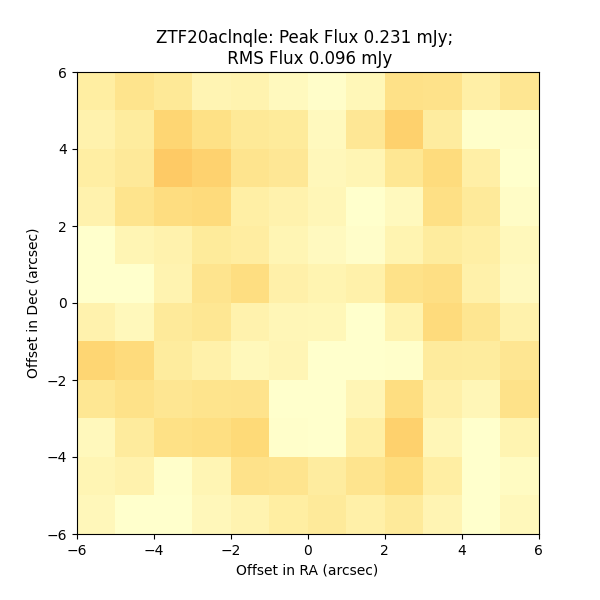 ZTF20aclnqle: Peak Flux 0.231 mJy;
RMS Flux 0.096 mJy
6
4
2
0
−2
−4
−6
Offset in Dec (arcsec)
−6 −4 −2 0 2 4 6
Offset in RA (arcsec)